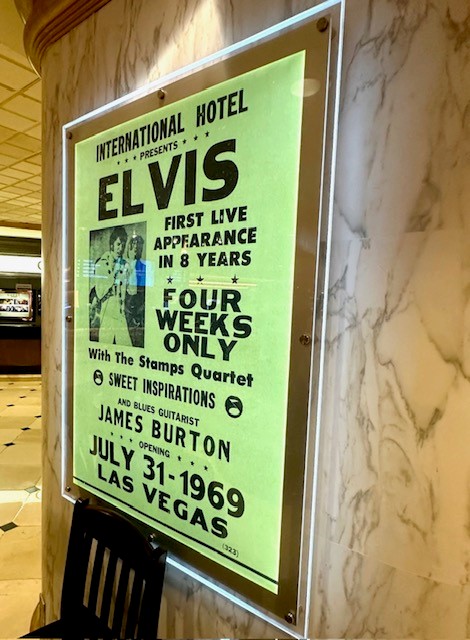 INTERNATIONAL HOTEL
PRESENTS
ELVIS
FIRST LIVE
APPEARANCE
IN 8 YEARS
FOUR
WEEKS
ONLY
With The Stamps Quartet
SWEET INSPIRATIONS
AND BLUES GUITARIST
JAMES BURTON
OPENING
JULY 31-1969
LAS VEGAS
(323)